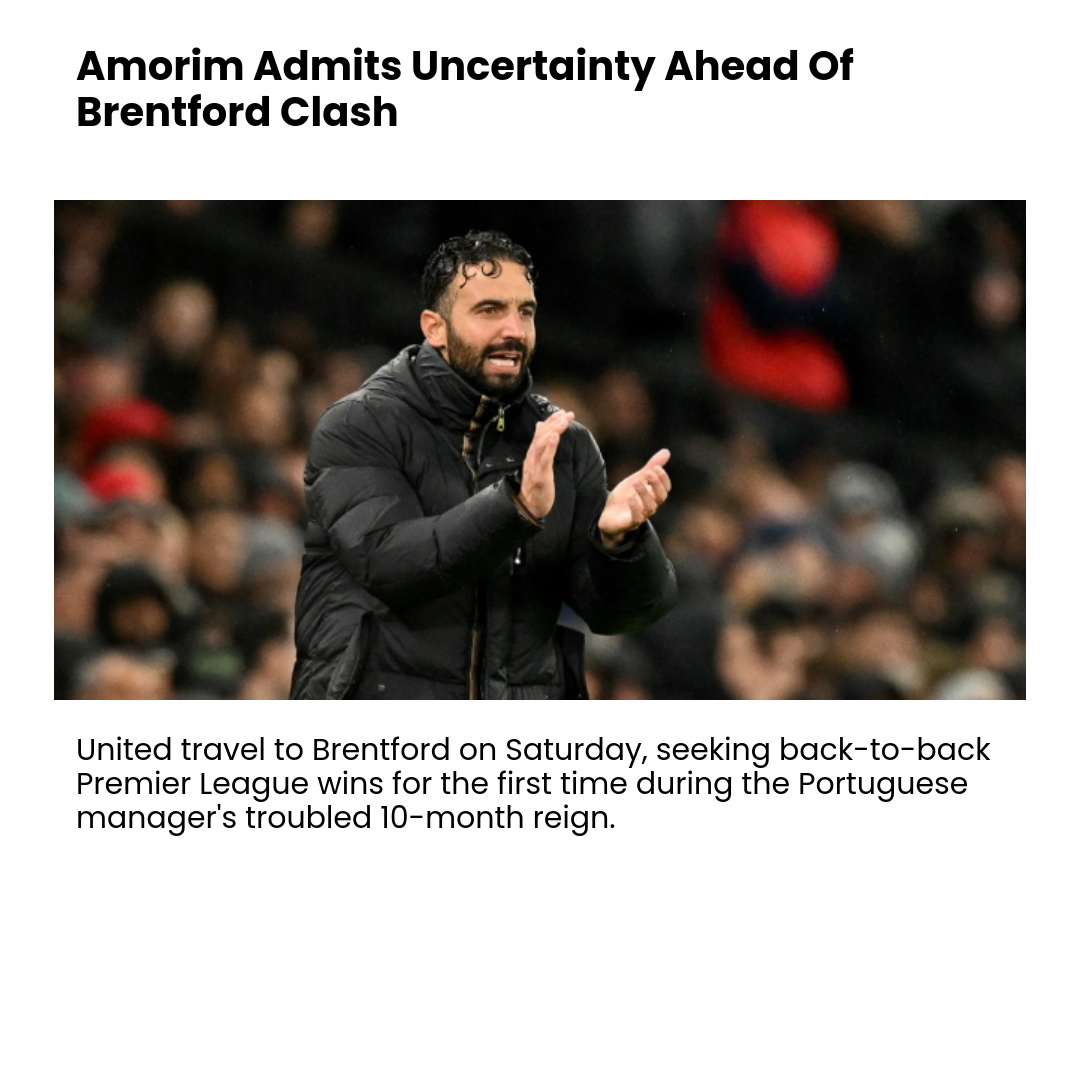 Amorim Admits Uncertainty Ahead Of
Brentford Clash
United travel to Brentford on Saturday, seeking back-to-back
Premier League wins for the first time during the Portuguese
manager's troubled 10-month reign.